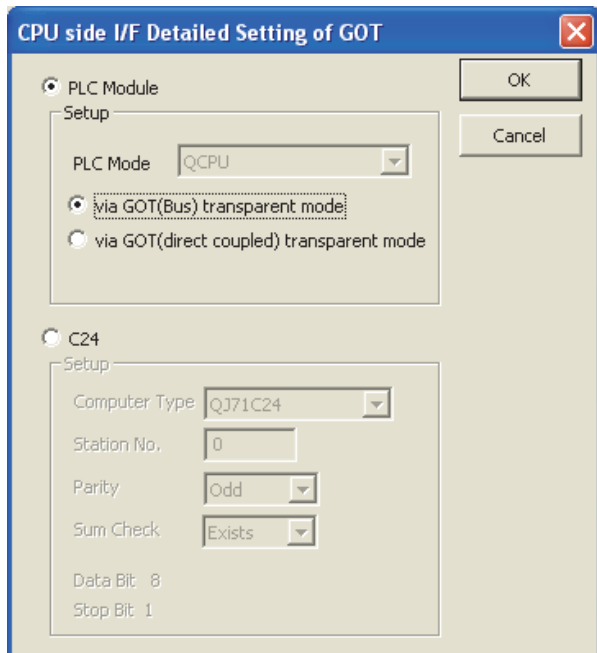 CPU side I/F Detailed Setting of GOT
PLC Module
OK
Setup
Cancel
PLC Mode QCPU
via GOT(Bus) transparent mode
via GOT(direct coupled) transparent mode
C24
Setup
Computer Type QJ71C24
Station No. 0
Parity Odd
Sum Check Exists
Data Bit 8
Stop Bit 1